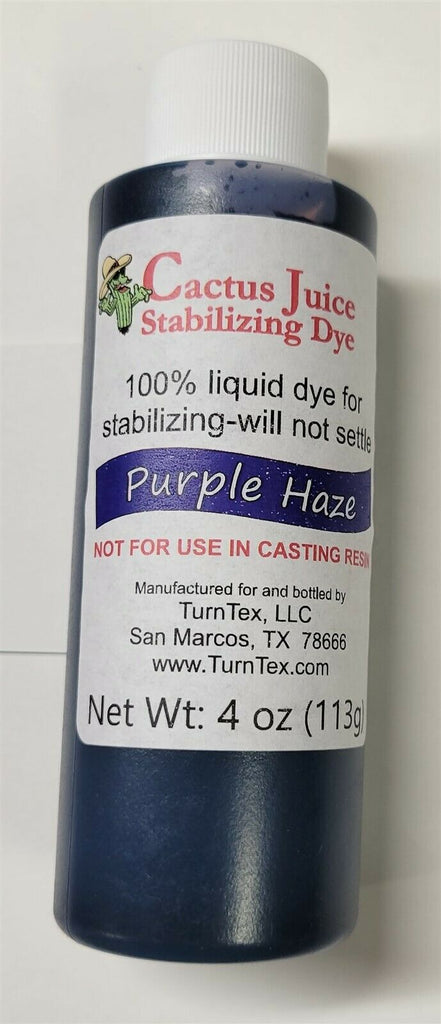 Cactus Juice
Stabilizing Dye
100% liquid dye for
stabilizing-will not settle
Purple Haze
NOT FOR USE IN CASTING RESIN
Manufactured for and bottled by
TurnTex, LLC
San Marcos, TX 78666
www.TurnTex.com
Net Wt: 4 oz (113g)